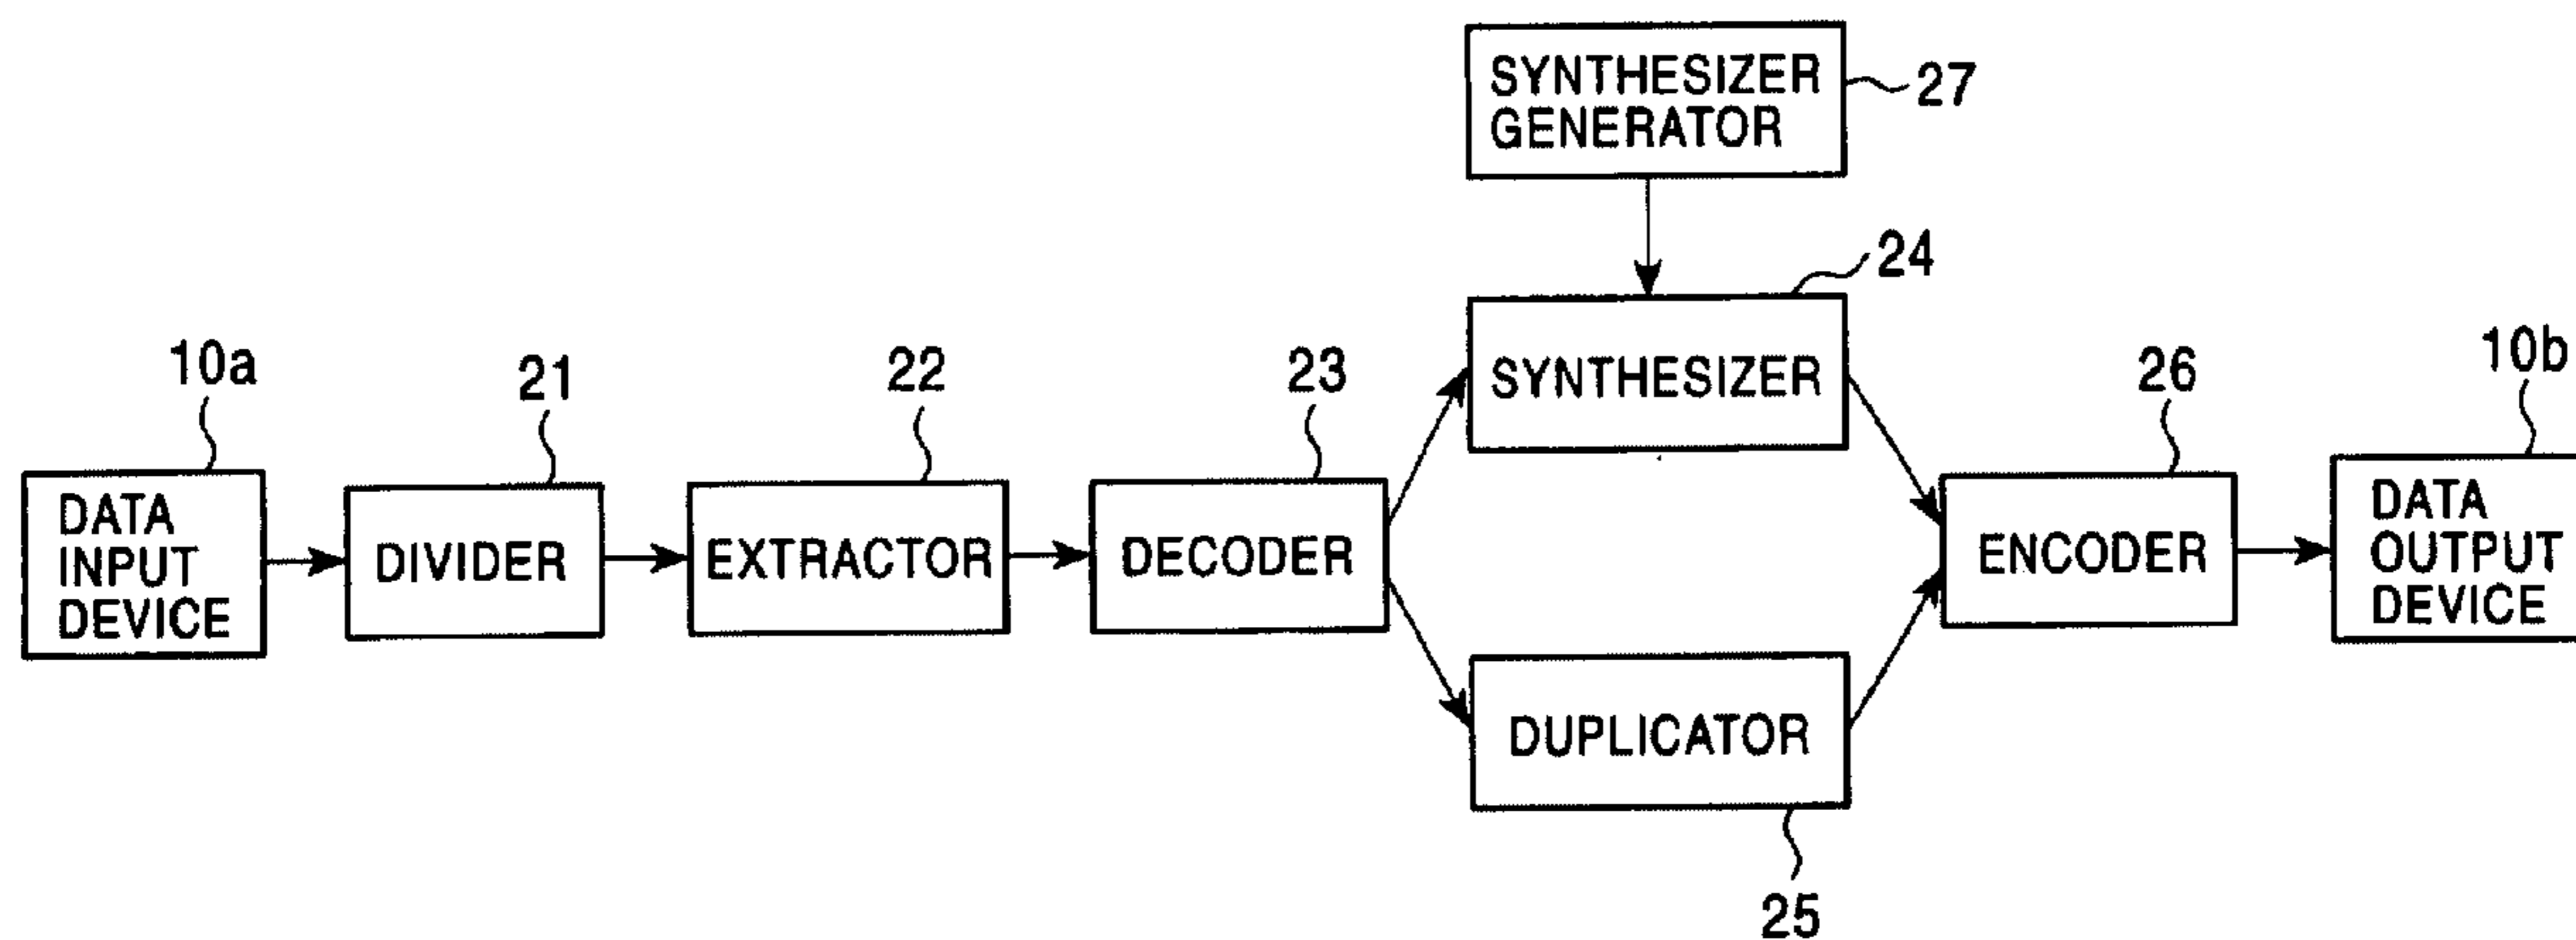 SYNTHESIZER
GENERATOR
27
24
SYNTHESIZER
10a
21
22
23
26
10b
DATA
INPUT
DEVICE
DIVIDER
EXTRACTOR
DECODER
ENCODER
DATA
OUTPUT
DEVICE
DUPLICATOR
25